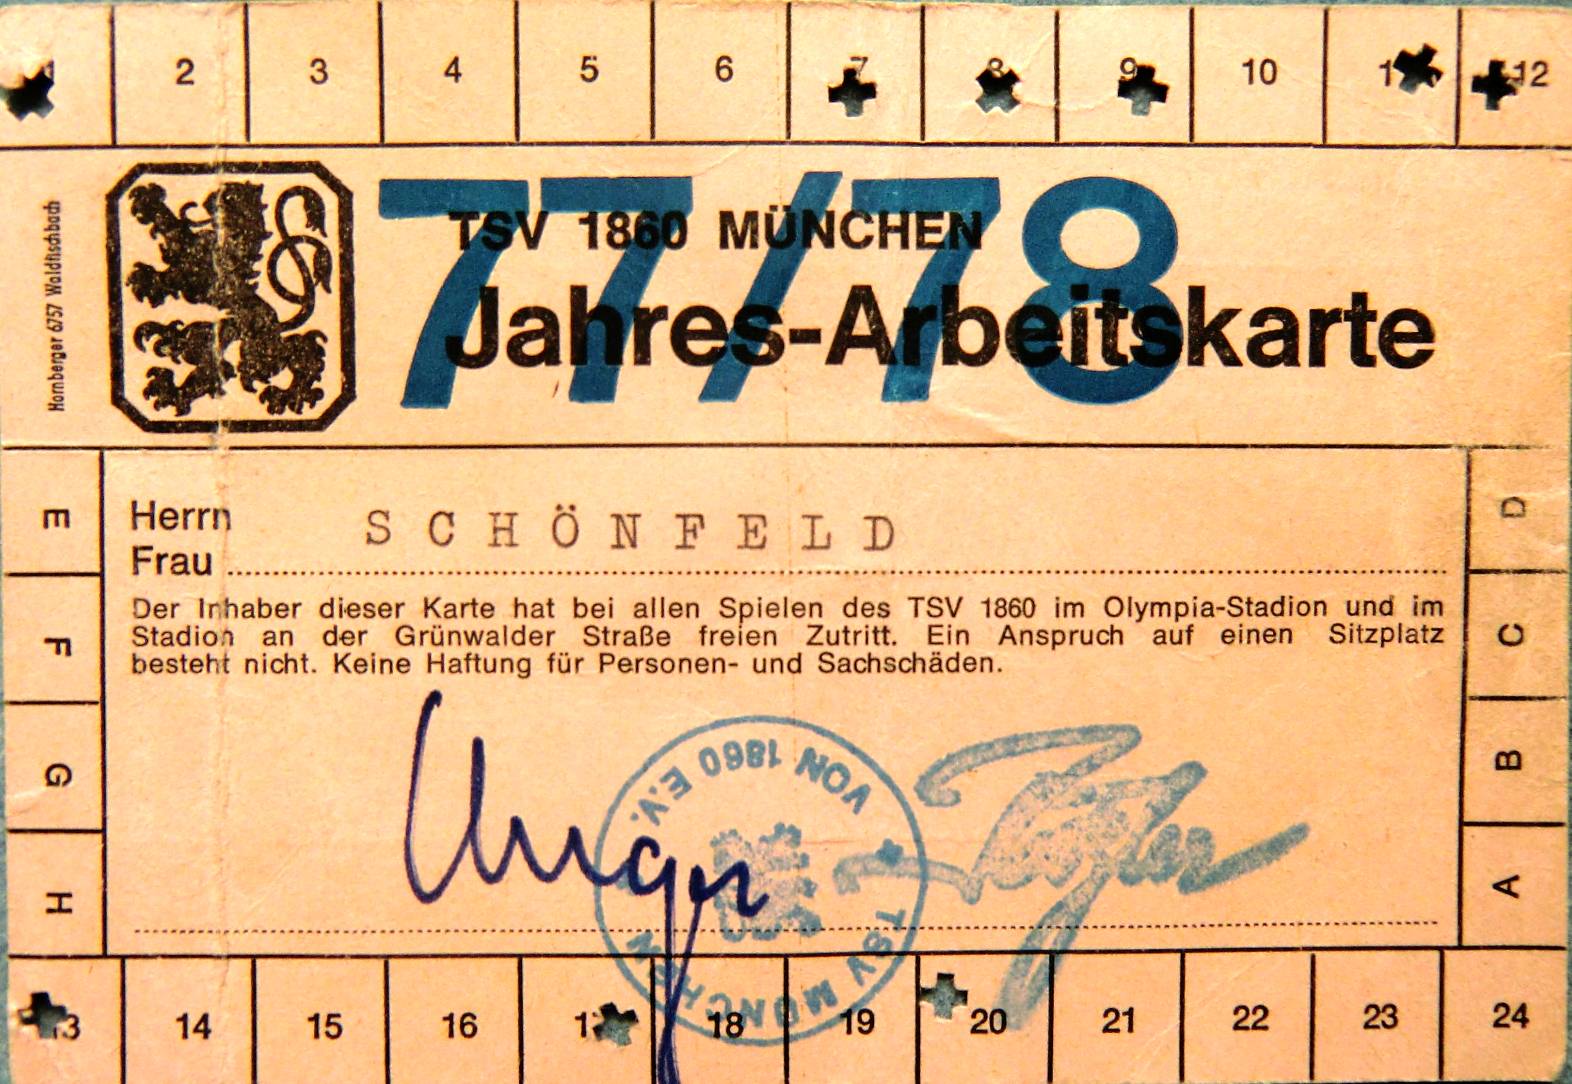 1 2 3 4 5 6 7 8 9 10 11 12
Hornberger 6757 Waldfischbach
77/78
TSV 1860 MÜNCHEN
Jahres-Arbeitskarte
E
F
G
H
D
C
B
A
Herrn
Frau
SCHÖNFELD
Der Inhaber dieser Karte hat bei allen Spielen des TSV 1860 im Olympia-Stadion und im
Stadion an der Grünwalder Straße freien Zutritt. Ein Anspruch auf einen Sitzplatz
besteht nicht. Keine Haftung für Personen- und Sachschäden.
TSV MÜNCHEN
VON 1860 E.V.
13 14 15 16 17 18 19 20 21 22 23 24